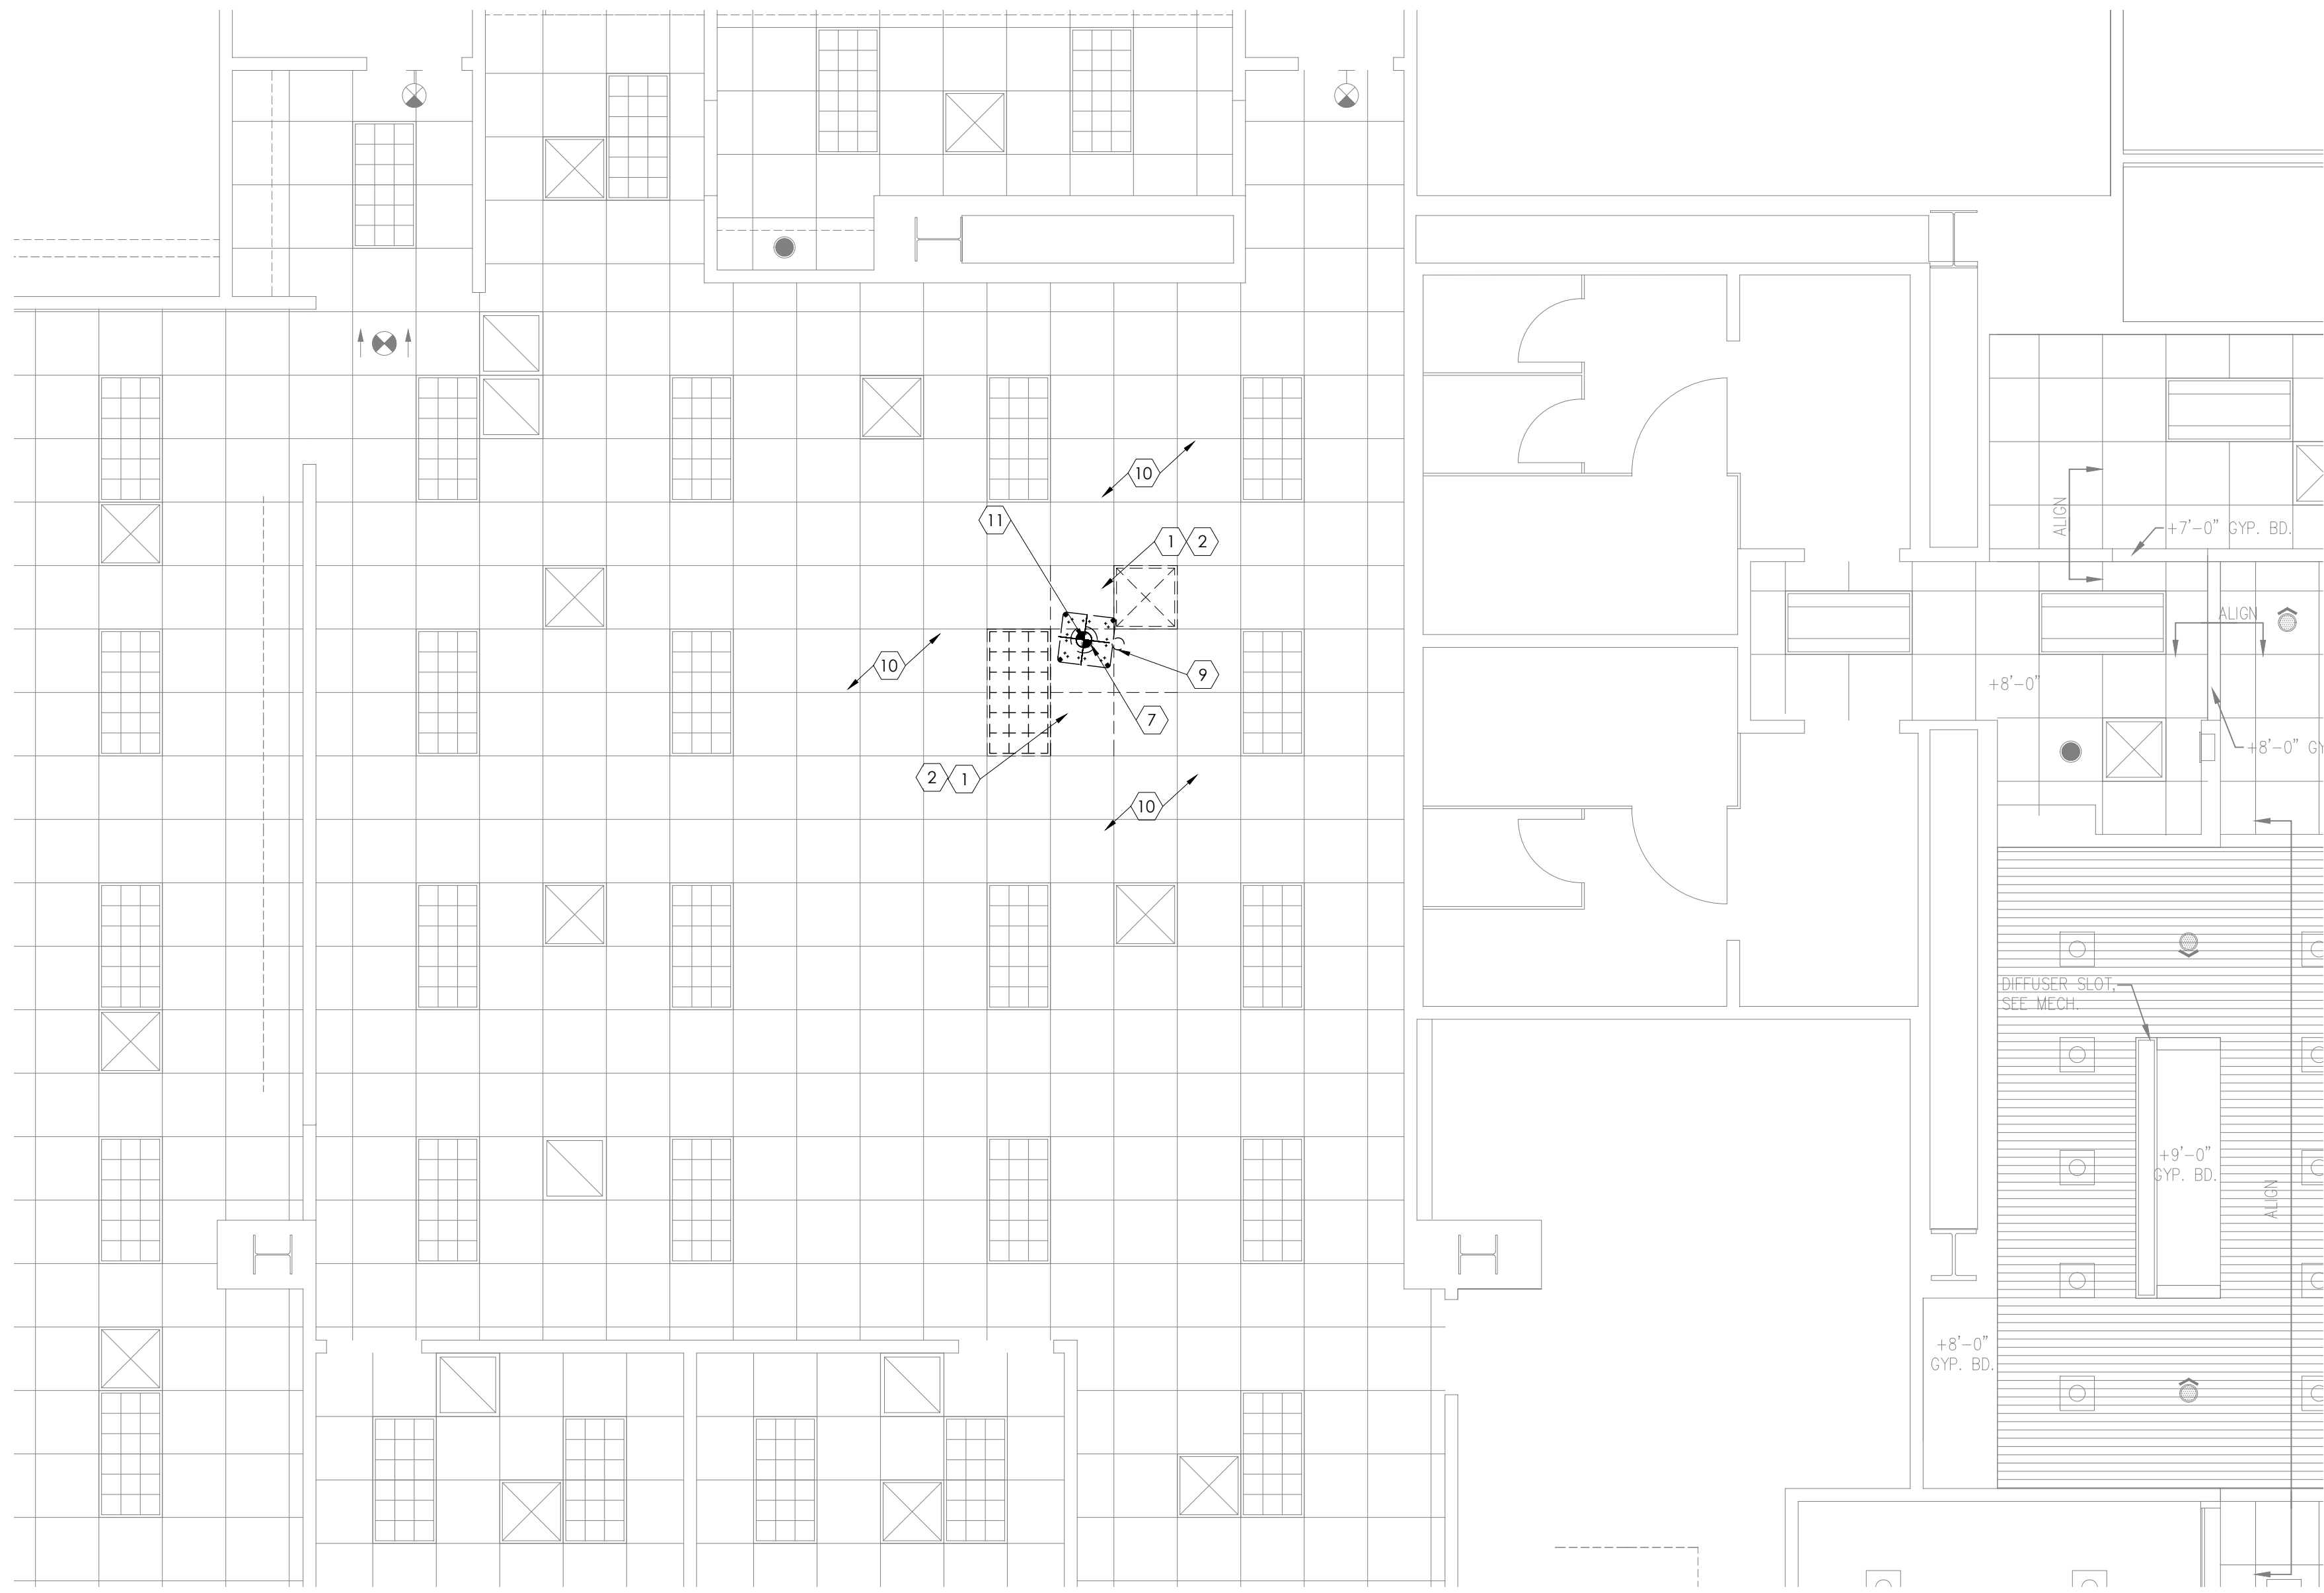 10
11
1 2
ALIGN
+7'-0" GYP. BD.
ALIGN
10
9
+8'-0"
7
+8'-0" GY
2 1
10
DIFFUSER SLOT,
SEE MECH.
+9'-0"
GYP. BD.
ALIGN
+8'-0"
GYP. BD.